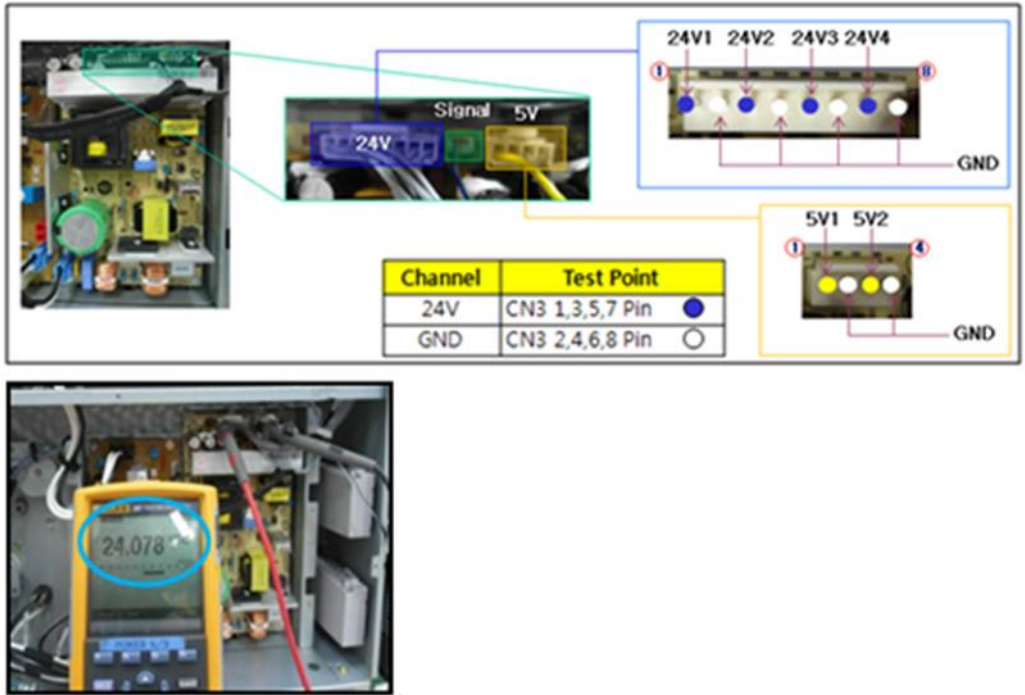 24V1 24V2 24V3 24V4
① ⑧
GND
Signal 5V
24V
5V1 5V2
① ④
GND
Channel Test Point
24V CN3 1,3,5,7 Pin
GND CN3 2,4,6,8 Pin
24.078